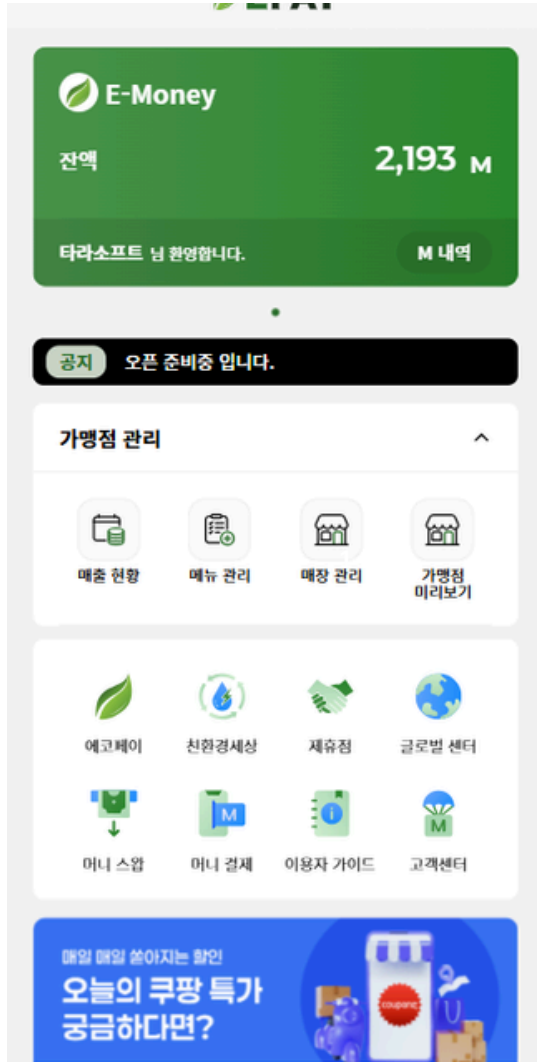 E-Money
잔액
2,193 M
타라소프트 님 환영합니다.
M 내역
공지
오픈 준비중 입니다.
가맹점 관리
매출 현황
메뉴 관리
매장 관리
가맹점
미리보기
에코페이
친환경세상
제휴점
글로벌 센터
M
M
머니 스왑
머니 결제
이용자 가이드
고객센터
매일 매일 쏟아지는 할인
오늘의 쿠팡 특가
궁금하다면?
coupang